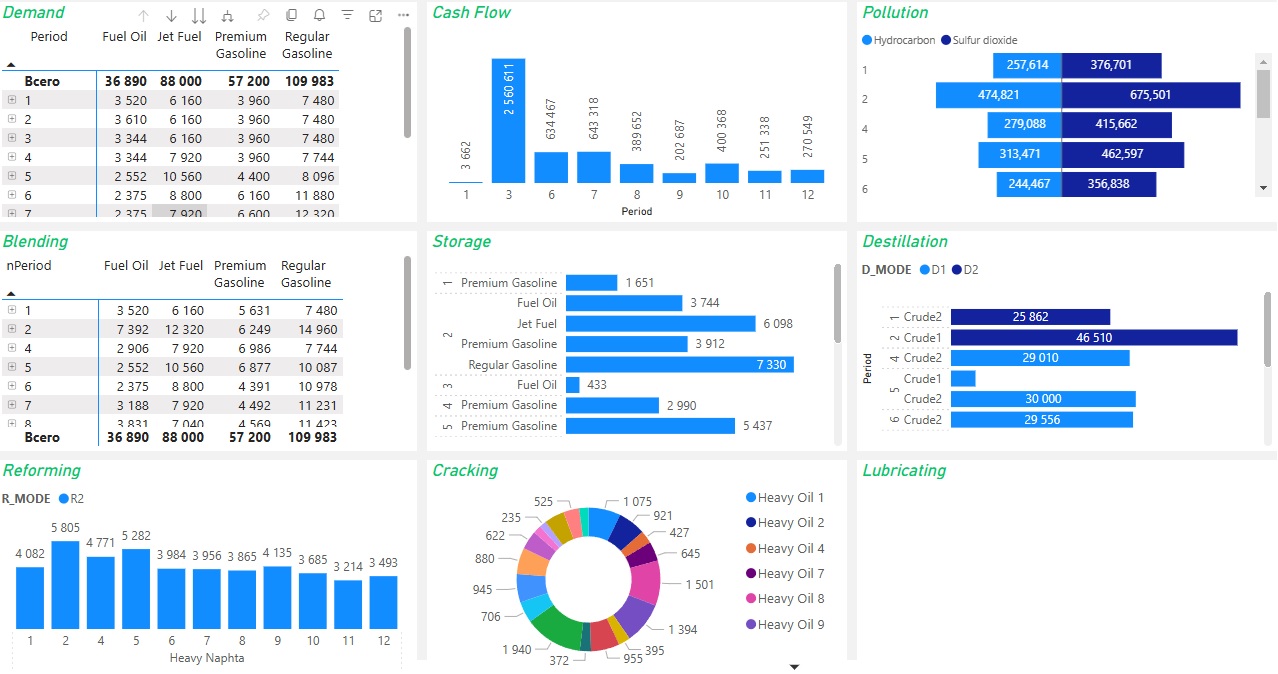 Demand
Period Fuel Oil Jet Fuel Premium Gasoline Regular Gasoline
Всего 36 890 88 000 57 200 109 983
1 3 520 6 160 3 960 7 480
2 3 610 6 160 3 960 7 480
3 3 344 6 160 3 960 7 480
4 3 344 7 920 3 960 7 744
5 2 552 10 560 4 400 8 096
6 2 375 8 800 6 160 11 880
7 2 375 7 920 6 600 12 320
Cash Flow
3 662
2 560 611
634 467
643 318
389 652
202 687
400 368
251 338
270 549
1 3 6 7 8 9 10 11 12
Period
Pollution
Hydrocarbon Sulfur dioxide
1 257,614 376,701
2 474,821 675,501
4 279,088 415,662
5 313,471 462,597
6 244,467 356,838
Blending
nPeriod Fuel Oil Jet Fuel Premium Gasoline Regular Gasoline
1 3 520 6 160 5 631 7 480
2 7 392 12 320 6 249 14 960
4 2 906 7 920 6 986 7 744
5 2 552 10 560 6 877 10 087
6 2 375 8 800 4 391 10 978
7 3 188 7 920 4 492 11 231
8 3 831 7 040 4 569 11 423
Всего 36 890 88 000 57 200 109 983
Storage
1 Premium Gasoline 1 651
2 Fuel Oil 3 744
Jet Fuel 6 098
Premium Gasoline 3 912
Regular Gasoline 7 330
3 Fuel Oil 433
4 Premium Gasoline 2 990
5 Premium Gasoline 5 437
Destillation
D_MODE D1 D2
Period
1 Crude2 25 862
2 Crude1 46 510
4 Crude2 29 010
5 Crude1
Crude2 30 000
6 Crude2 29 556
Reforming
R_MODE R2
4 082 5 805 4 771 5 282 3 984 3 956 3 865 4 135 3 685 3 214 3 493
1 2 4 5 6 7 8 9 10 11 12
Heavy Naphta
Cracking
1 075
921
427
645
1 501
1 394
395
955
372
1 940
706
945
880
622
235
525
Heavy Oil 1
Heavy Oil 2
Heavy Oil 4
Heavy Oil 7
Heavy Oil 8
Heavy Oil 9
Lubricating